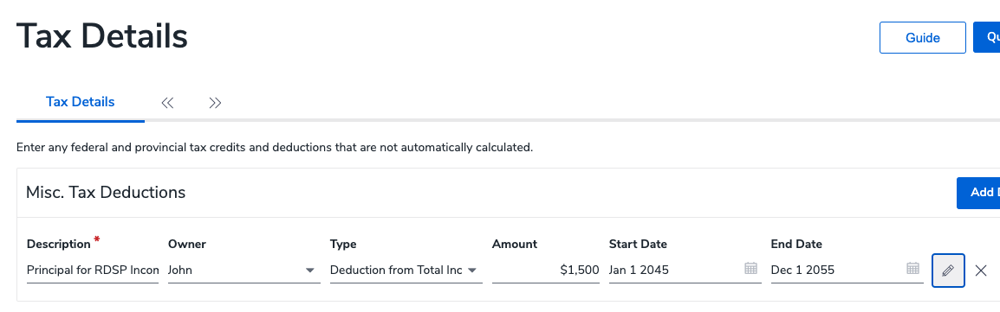 Tax Details
Guide
Tax Details
Enter any federal and provincial tax credits and deductions that are not automatically calculated.
Misc. Tax Deductions
Add
Description * Owner Type Amount Start Date End Date
Principal for RDSP Incon John Deduction from Total Inc $1,500 Jan 1 2045 Dec 1 2055